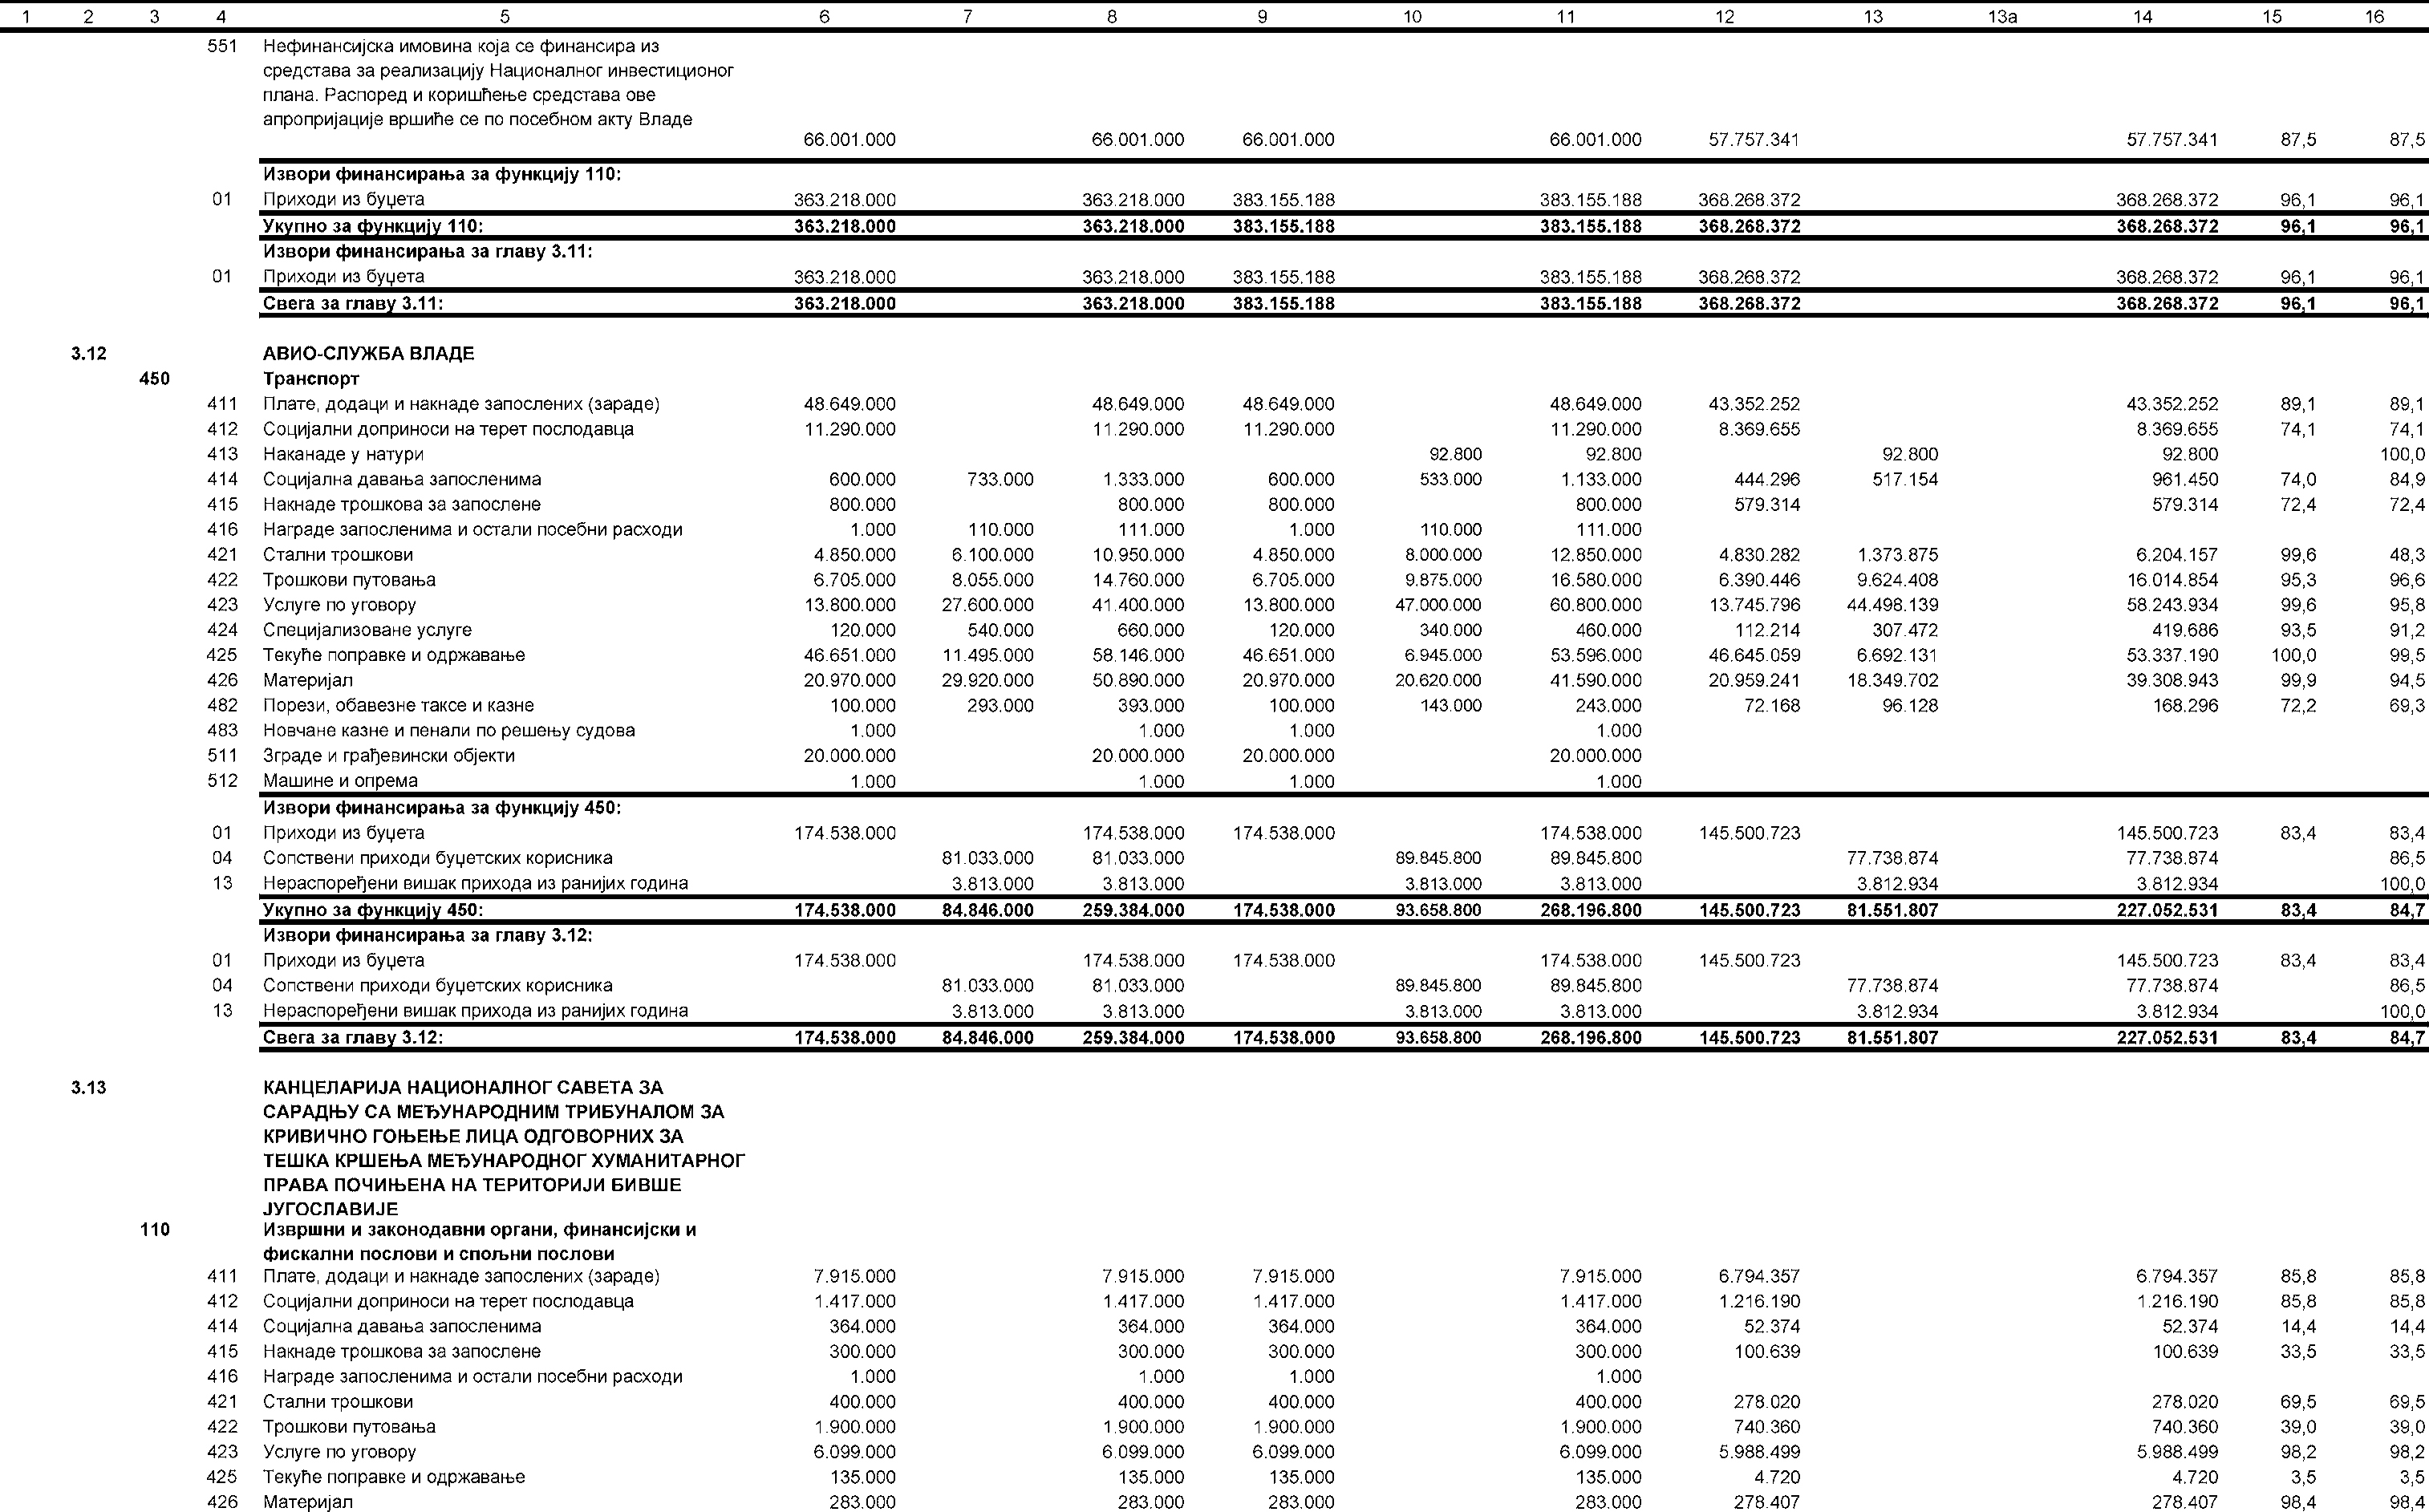 1 2 3 4 5 6 7 8 9 10 11 12 13 13а 14 15 16
551 Нефинансијска имовина која се финансира из
средстава за реализацију Националног инвестиционог
плана. Распоред и коришћење средстава ове
апропријације вршиће се по посебном акту Владе
66.001.000 66.001.000 66.001.000 66.001.000 57.757.341 57.757.341 87,5 87,5
Извори финансирања за функцију 110:
01 Приходи из буџета 363.218.000 363.218.000 383.155.188 383.155.188 368.268.372 368.268.372 96,1 96,1
Укупно за функцију 110: 363.218.000 363.218.000 383.155.188 383.155.188 368.268.372 368.268.372 96,1 96,1
Извори финансирања за главу 3.11:
01 Приходи из буџета 363.218.000 363.218.000 383.155.188 383.155.188 368.268.372 368.268.372 96,1 96,1
Свега за главу 3.11: 363.218.000 363.218.000 383.155.188 383.155.188 368.268.372 368.268.372 96,1 96,1
3.12 АВИО-СЛУЖБА ВЛАДЕ
450 Транспорт
411 Плате, додаци и накнаде запослених (зараде) 48.649.000 48.649.000 48.649.000 48.649.000 43.352.252 43.352.252 89,1 89,1
412 Социјални доприноси на терет послодавца 11.290.000 11.290.000 11.290.000 11.290.000 8.369.655 8.369.655 74,1 74,1
413 Наканаде у натури 92.800 92.800 92.800 92.800 100,0
414 Социјална давања запосленима 600.000 733.000 1.333.000 600.000 533.000 1.133.000 444.296 517.154 961.450 74,0 84,9
415 Накнаде трошкова за запослене 800.000 800.000 800.000 800.000 579.314 579.314 72,4 72,4
416 Награде запосленима и остали посебни расходи 1.000 110.000 111.000 1.000 110.000 111.000
421 Стални трошкови 4.850.000 6.100.000 10.950.000 4.850.000 8.000.000 12.850.000 4.830.282 1.373.875 6.204.157 99,6 48,3
422 Трошкови путовања 6.705.000 8.055.000 14.760.000 6.705.000 9.875.000 16.580.000 6.390.446 9.624.408 16.014.854 95,3 96,6
423 Услуге по уговору 13.800.000 27.600.000 41.400.000 13.800.000 47.000.000 60.800.000 13.745.796 44.498.139 58.243.934 99,6 95,8
424 Специјализоване услуге 120.000 540.000 660.000 120.000 340.000 460.000 112.214 307.472 419.686 93,5 91,2
425 Текуће поправке и одржавање 46.651.000 11.495.000 58.146.000 46.651.000 6.945.000 53.596.000 46.645.059 6.692.131 53.337.190 100,0 99,5
426 Материјал 20.970.000 29.920.000 50.890.000 20.970.000 20.620.000 41.590.000 20.959.241 18.349.702 39.308.943 99,9 94,5
482 Порези, обавезне таксе и казне 100.000 293.000 393.000 100.000 143.000 243.000 72.168 96.128 168.296 72,2 69,3
483 Новчане казне и пенали по решењу судова 1.000 1.000 1.000 1.000
511 Зграде и грађевински објекти 20.000.000 20.000.000 20.000.000 20.000.000
512 Машине и опрема 1.000 1.000 1.000 1.000
Извори финансирања за функцију 450:
01 Приходи из буџета 174.538.000 174.538.000 174.538.000 174.538.000 145.500.723 145.500.723 83,4 83,4
04 Сопствени приходи буџетских корисника 81.033.000 81.033.000 89.845.800 89.845.800 77.738.874 77.738.874 86,5
13 Нераспоређени вишак прихода из ранијих година 3.813.000 3.813.000 3.813.000 3.813.000 3.812.934 3.812.934 100,0
Укупно за функцију 450: 174.538.000 84.846.000 259.384.000 174.538.000 93.658.800 268.196.800 145.500.723 81.551.807 227.052.531 83,4 84,7
Извори финансирања за главу 3.12:
01 Приходи из буџета 174.538.000 174.538.000 174.538.000 174.538.000 145.500.723 145.500.723 83,4 83,4
04 Сопствени приходи буџетских корисника 81.033.000 81.033.000 89.845.800 89.845.800 77.738.874 77.738.874 86,5
13 Нераспоређени вишак прихода из ранијих година 3.813.000 3.813.000 3.813.000 3.813.000 3.812.934 3.812.934 100,0
Свега за главу 3.12: 174.538.000 84.846.000 259.384.000 174.538.000 93.658.800 268.196.800 145.500.723 81.551.807 227.052.531 83,4 84,7
3.13 КАНЦЕЛАРИЈА НАЦИОНАЛНОГ САВЕТА ЗА
САРАДЊУ СА МЕЂУНАРОДНИМ ТРИБУНАЛОМ ЗА
КРИВИЧНО ГОЊЕЊЕ ЛИЦА ОДГОВОРНИХ ЗА
ТЕШКА КРШЕЊА МЕЂУНАРОДНОГ ХУМАНИТАРНОГ
ПРАВА ПОЧИЊЕНА НА ТЕРИТОРИЈИ БИВШЕ
ЈУГОСЛАВИЈЕ
110 Извршни и законодавни органи, финансијски и
фискални послови и спољни послови
411 Плате, додаци и накнаде запослених (зараде) 7.915.000 7.915.000 7.915.000 7.915.000 6.794.357 6.794.357 85,8 85,8
412 Социјални доприноси на терет послодавца 1.417.000 1.417.000 1.417.000 1.417.000 1.216.190 1.216.190 85,8 85,8
414 Социјална давања запосленима 364.000 364.000 364.000 364.000 52.374 52.374 14,4 14,4
415 Накнаде трошкова за запослене 300.000 300.000 300.000 300.000 100.639 100.639 33,5 33,5
416 Награде запосленима и остали посебни расходи 1.000 1.000 1.000 1.000
421 Стални трошкови 400.000 400.000 400.000 400.000 278.020 278.020 69,5 69,5
422 Трошкови путовања 1.900.000 1.900.000 1.900.000 1.900.000 740.360 740.360 39,0 39,0
423 Услуге по уговору 6.099.000 6.099.000 6.099.000 6.099.000 5.988.499 5.988.499 98,2 98,2
425 Текуће поправке и одржавање 135.000 135.000 135.000 135.000 4.720 4.720 3,5 3,5
426 Материјал 283.000 283.000 283.000 283.000 278.407 278.407 98,4 98,4